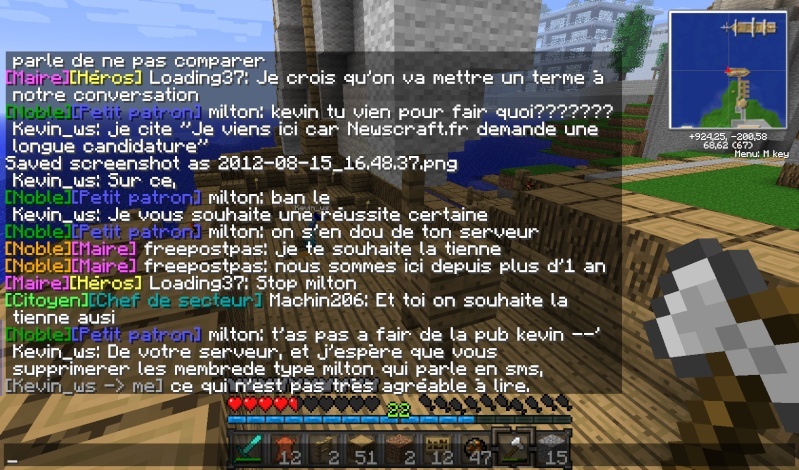 parle de ne pas comparer
[Maire][Héros] Loading37: Je crois qu'on va mettre un terme à
notre conversation
[Noble][Petit patron] milton: kevin tu vien pour fair quoi???????
Kevin_ws: je cite "Je viens ici car Newscraft.fr demande une
longue candidature"
Saved screenshot as 2012-08-15_16.48.37.png
Kevin_ws: Sur ce,
[Noble][Petit patron] milton: ban le
Kevin_ws: Je vous souhaite une réussite certaine
[Noble][Petit patron] milton: on s'en dou de ton serveur
[Noble][Maire] freepostpas: je te souhaite la tienne
[Noble][Maire] freepostpas: nous sommes ici depuis plus d'1 an
[Maire][Héros] Loading37: Stop milton
[Citoyen][Chef de secteur] Machin206: Et toi on souhaite la
tienne ausi
[Noble][Petit patron] milton: t'as pas a fair de la pub kevin --'
Kevin_ws: De votre serveur, et j'espère que vous
supprimerer les membrede type milton qui parle en sms,
[Kevin_ws -> me] ce qui n'est pas très agréable à lire.
+924,25, -200,58
68,62 (67)
Menu: M key
Kevin_ws
22
12 2 51 2 12 47 15
_